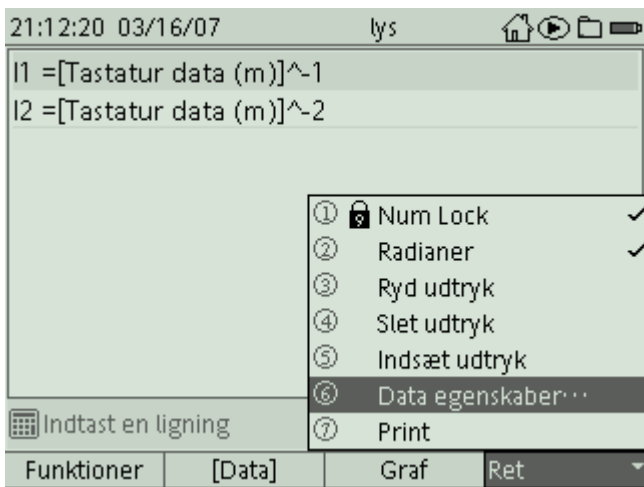 21:12:20 03/16/07 lys
l1 =[Tastatur data (m)]^-1
l2 =[Tastatur data (m)]^-2
① Num Lock ✓
② Radianer ✓
③ Ryd udtryk
④ Slet udtryk
⑤ Indsæt udtryk
⑥ Data egenskaber...
⑦ Print
Indtast en ligning
Funktioner [Data] Graf Ret